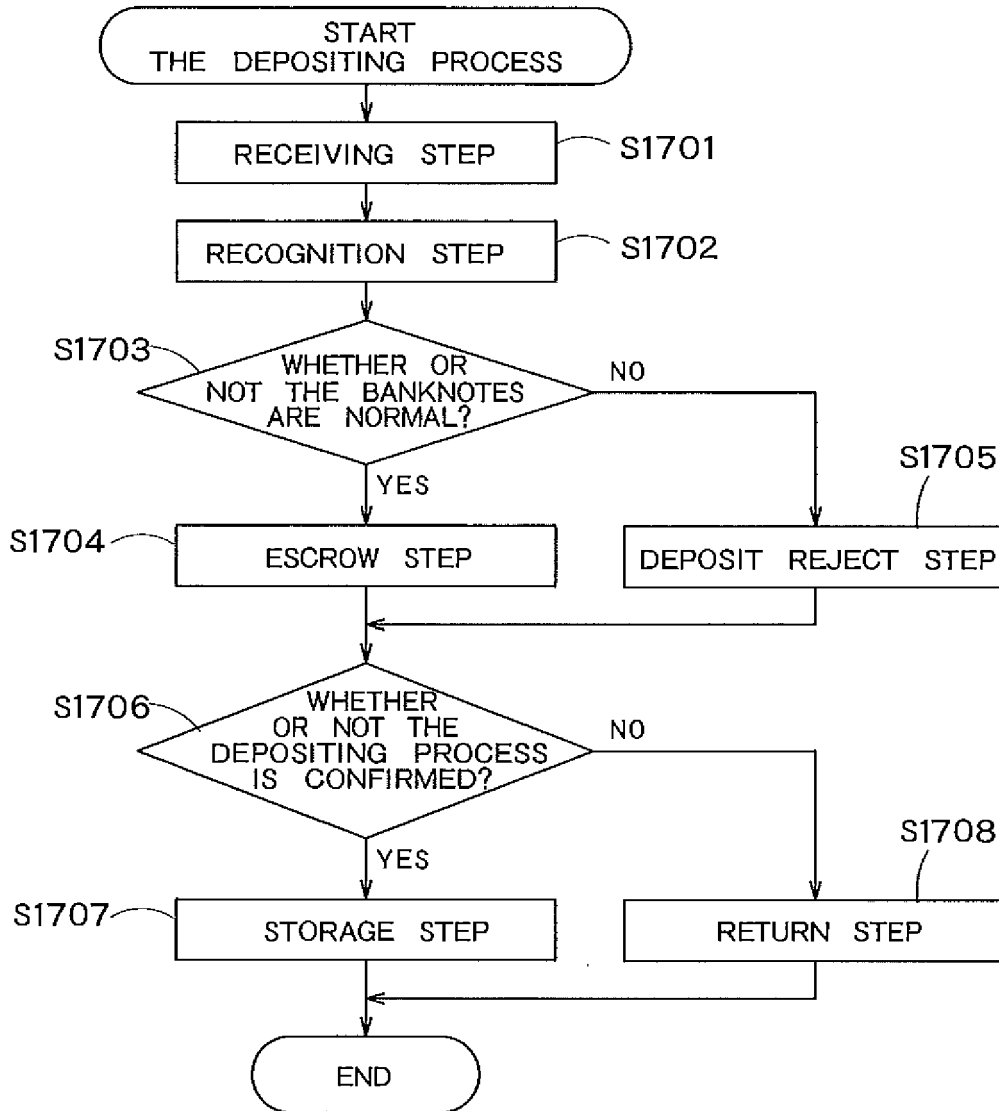 START
THE DEPOSITING PROCESS
RECEIVING STEP
S1701
RECOGNITION STEP
S1702
S1703
WHETHER OR
NOT THE BANKNOTES
ARE NORMAL?
NO
YES
S1705
S1704
ESCROW STEP
DEPOSIT REJECT STEP
S1706
WHETHER
OR NOT THE
DEPOSITING PROCESS
IS CONFIRMED?
NO
YES
S1708
S1707
STORAGE STEP
RETURN STEP
END